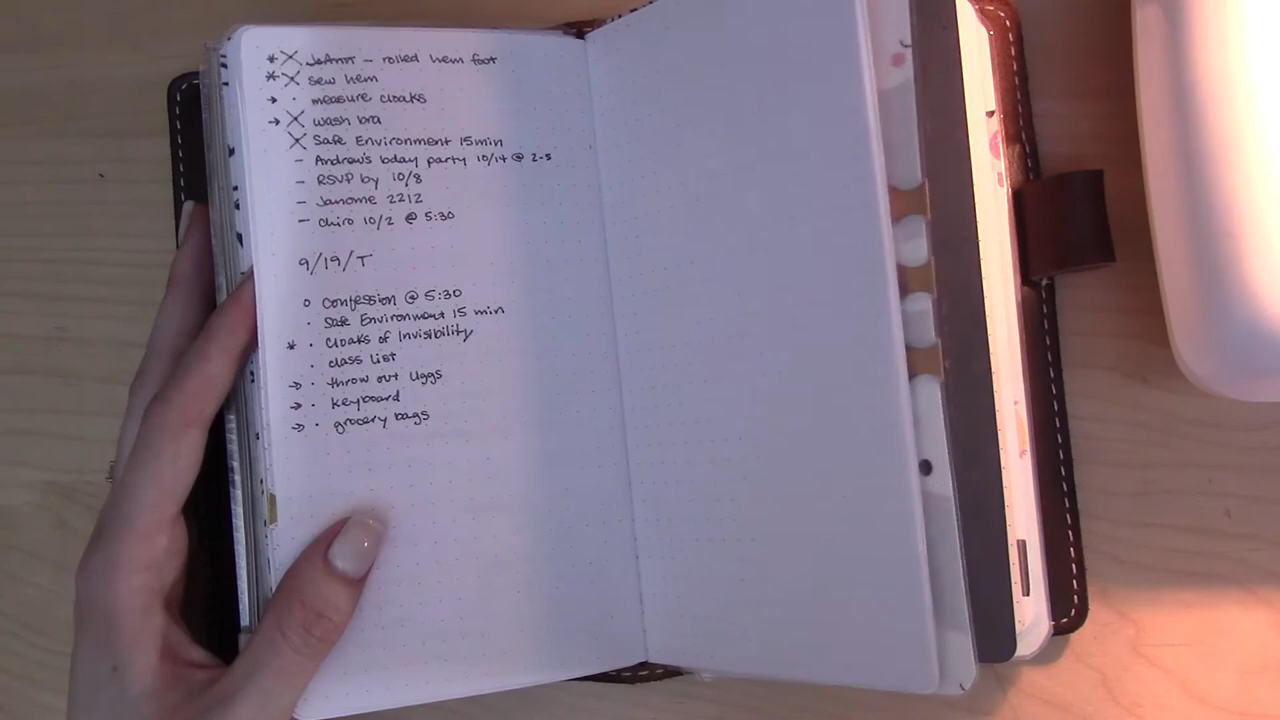 * X JoAnn – rolled hem foot
* X sew hem
→ · measure cloaks
→ X wash bra
X Safe Environment 15min
– Andrew's bday party 10/14 @ 2-5
– RSVP by 10/8
– Janome 2212
– chiro 10/2 @ 5:30
9/19/T
o confession @ 5:30
· Safe Environment 15 min
* · Cloaks of Invisibility
· class list
→ · throw out Uggs
→ · keyboard
→ · grocery bags